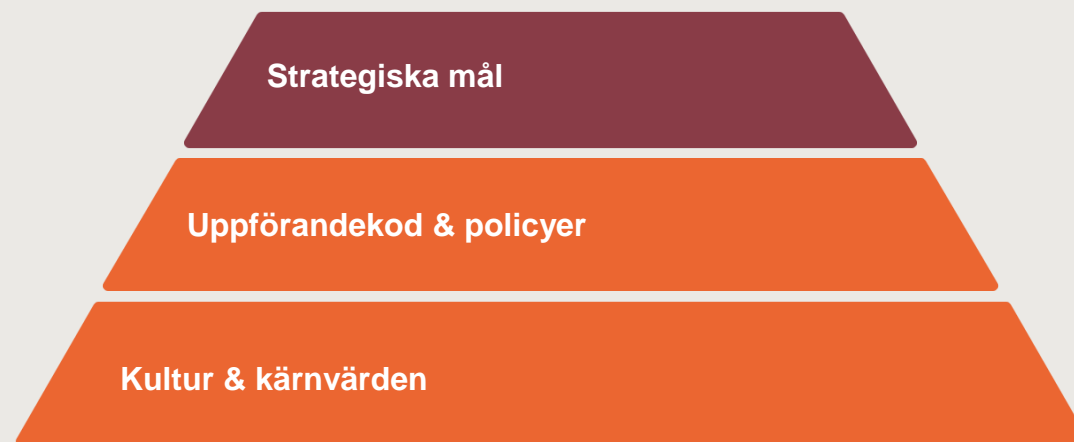 Strategiska mål
Uppförandekod & policyer
Kultur & kärnvärden